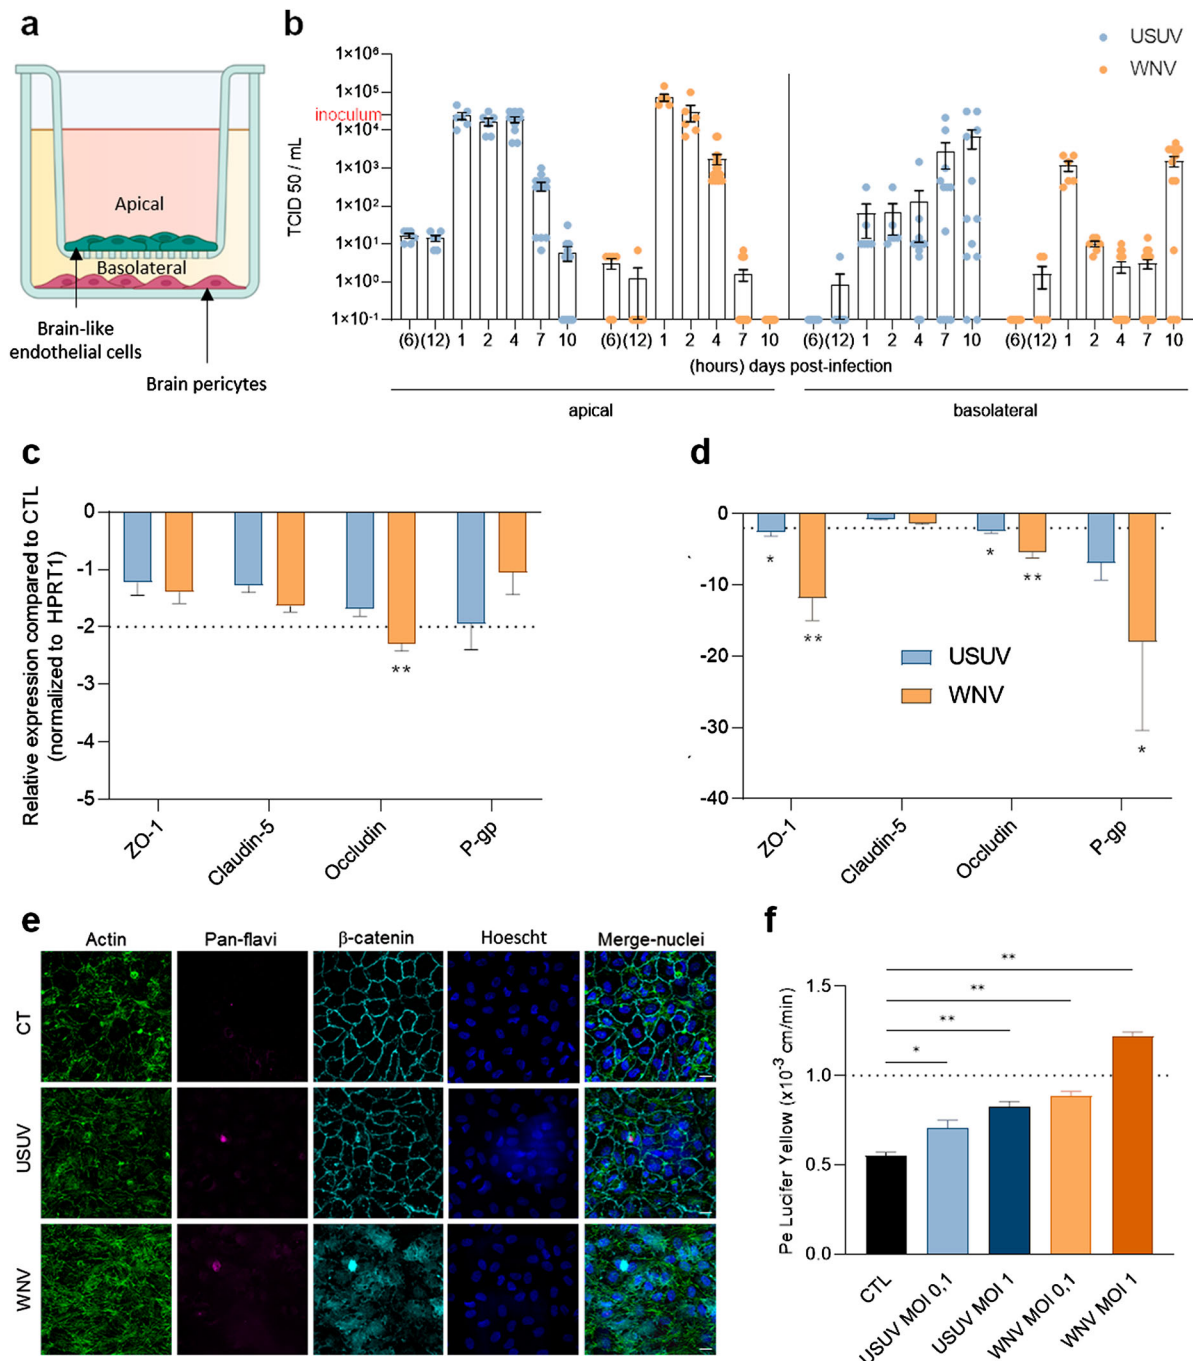 a
Apical
Basolateral
Brain-like
endothelial cells
Brain pericytes
b
USUV
WNV
TCID 50 / mL
1×10⁶
1×10⁵
inoculum
1×10⁴
1×10³
1×10²
1×10¹
1×10⁰
1×10⁻¹
(6) (12) 1 2 4 7 10 (6) (12) 1 2 4 7 10 (6) (12) 1 2 4 7 10 (6) (12) 1 2 4 7 10
(hours) days post-infection
apical basolateral
c
Relative expression compared to CTL
(normalized to HPRT1)
0
-1
-2
-3
-4
-5
**
ZO-1 Claudin-5 Occludin P-gp
d
0
-10
-20
-30
-40
* ** * ** *
USUV
WNV
ZO-1 Claudin-5 Occludin P-gp
e
Actin Pan-flavi β-catenin Hoescht Merge-nuclei
CT
USUV
WNV
f
Pe Lucifer Yellow (x10⁻³ cm/min)
1.5
1.0
0.5
0.0
**
**
**
*
CTL USUV MOI 0,1 USUV MOI 1 WNV MOI 0,1 WNV MOI 1